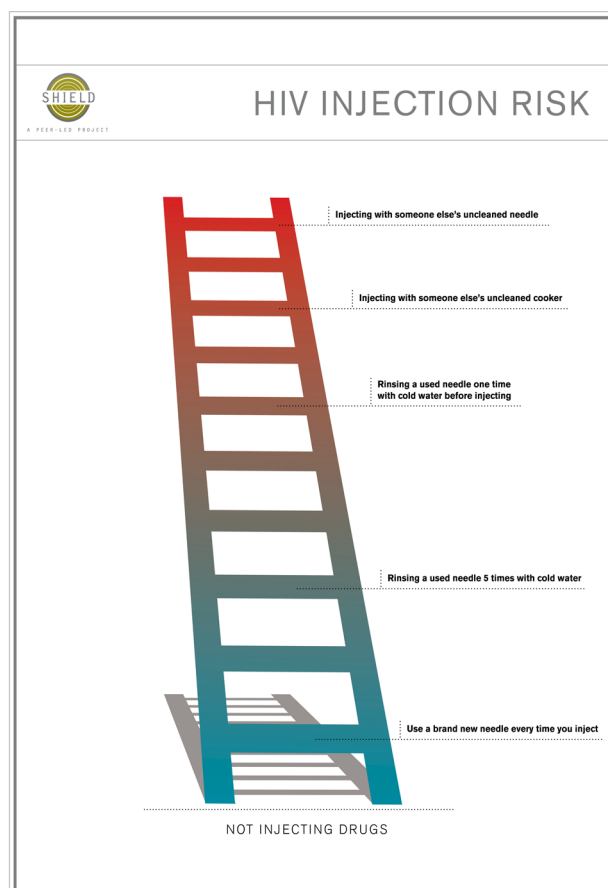 SHIELD
A PEER-LED PROJECT
HIV INJECTION RISK
Injecting with someone else's uncleaned needle
Injecting with someone else's uncleaned cooker
Rinsing a used needle one time
with cold water before injecting
Rinsing a used needle 5 times with cold water
Use a brand new needle every time you inject
NOT INJECTING DRUGS